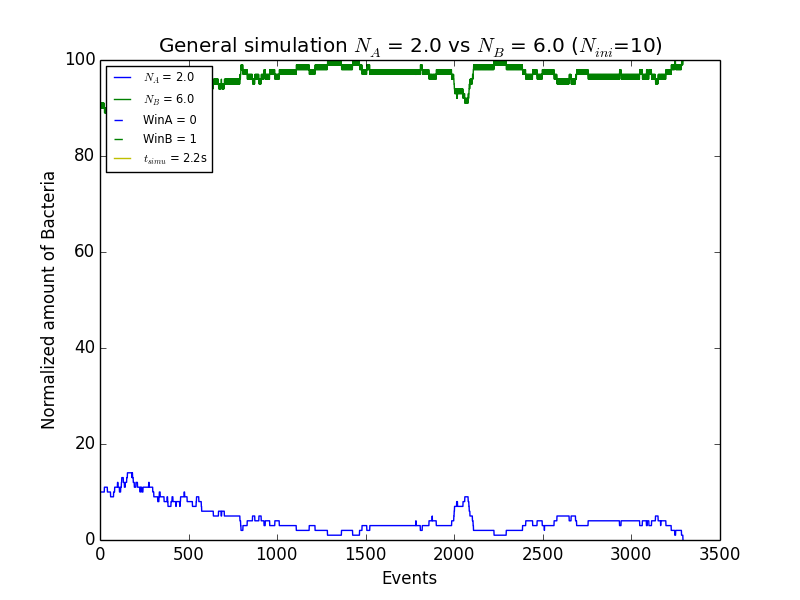 General simulation N_A = 2.0 vs N_B = 6.0 (N_ini=10)
100
80
60
40
20
0
Normalized amount of Bacteria
N_A = 2.0
N_B = 6.0
WinA = 0
WinB = 1
t_simu = 2.2s
0 500 1000 1500 2000 2500 3000 3500
Events